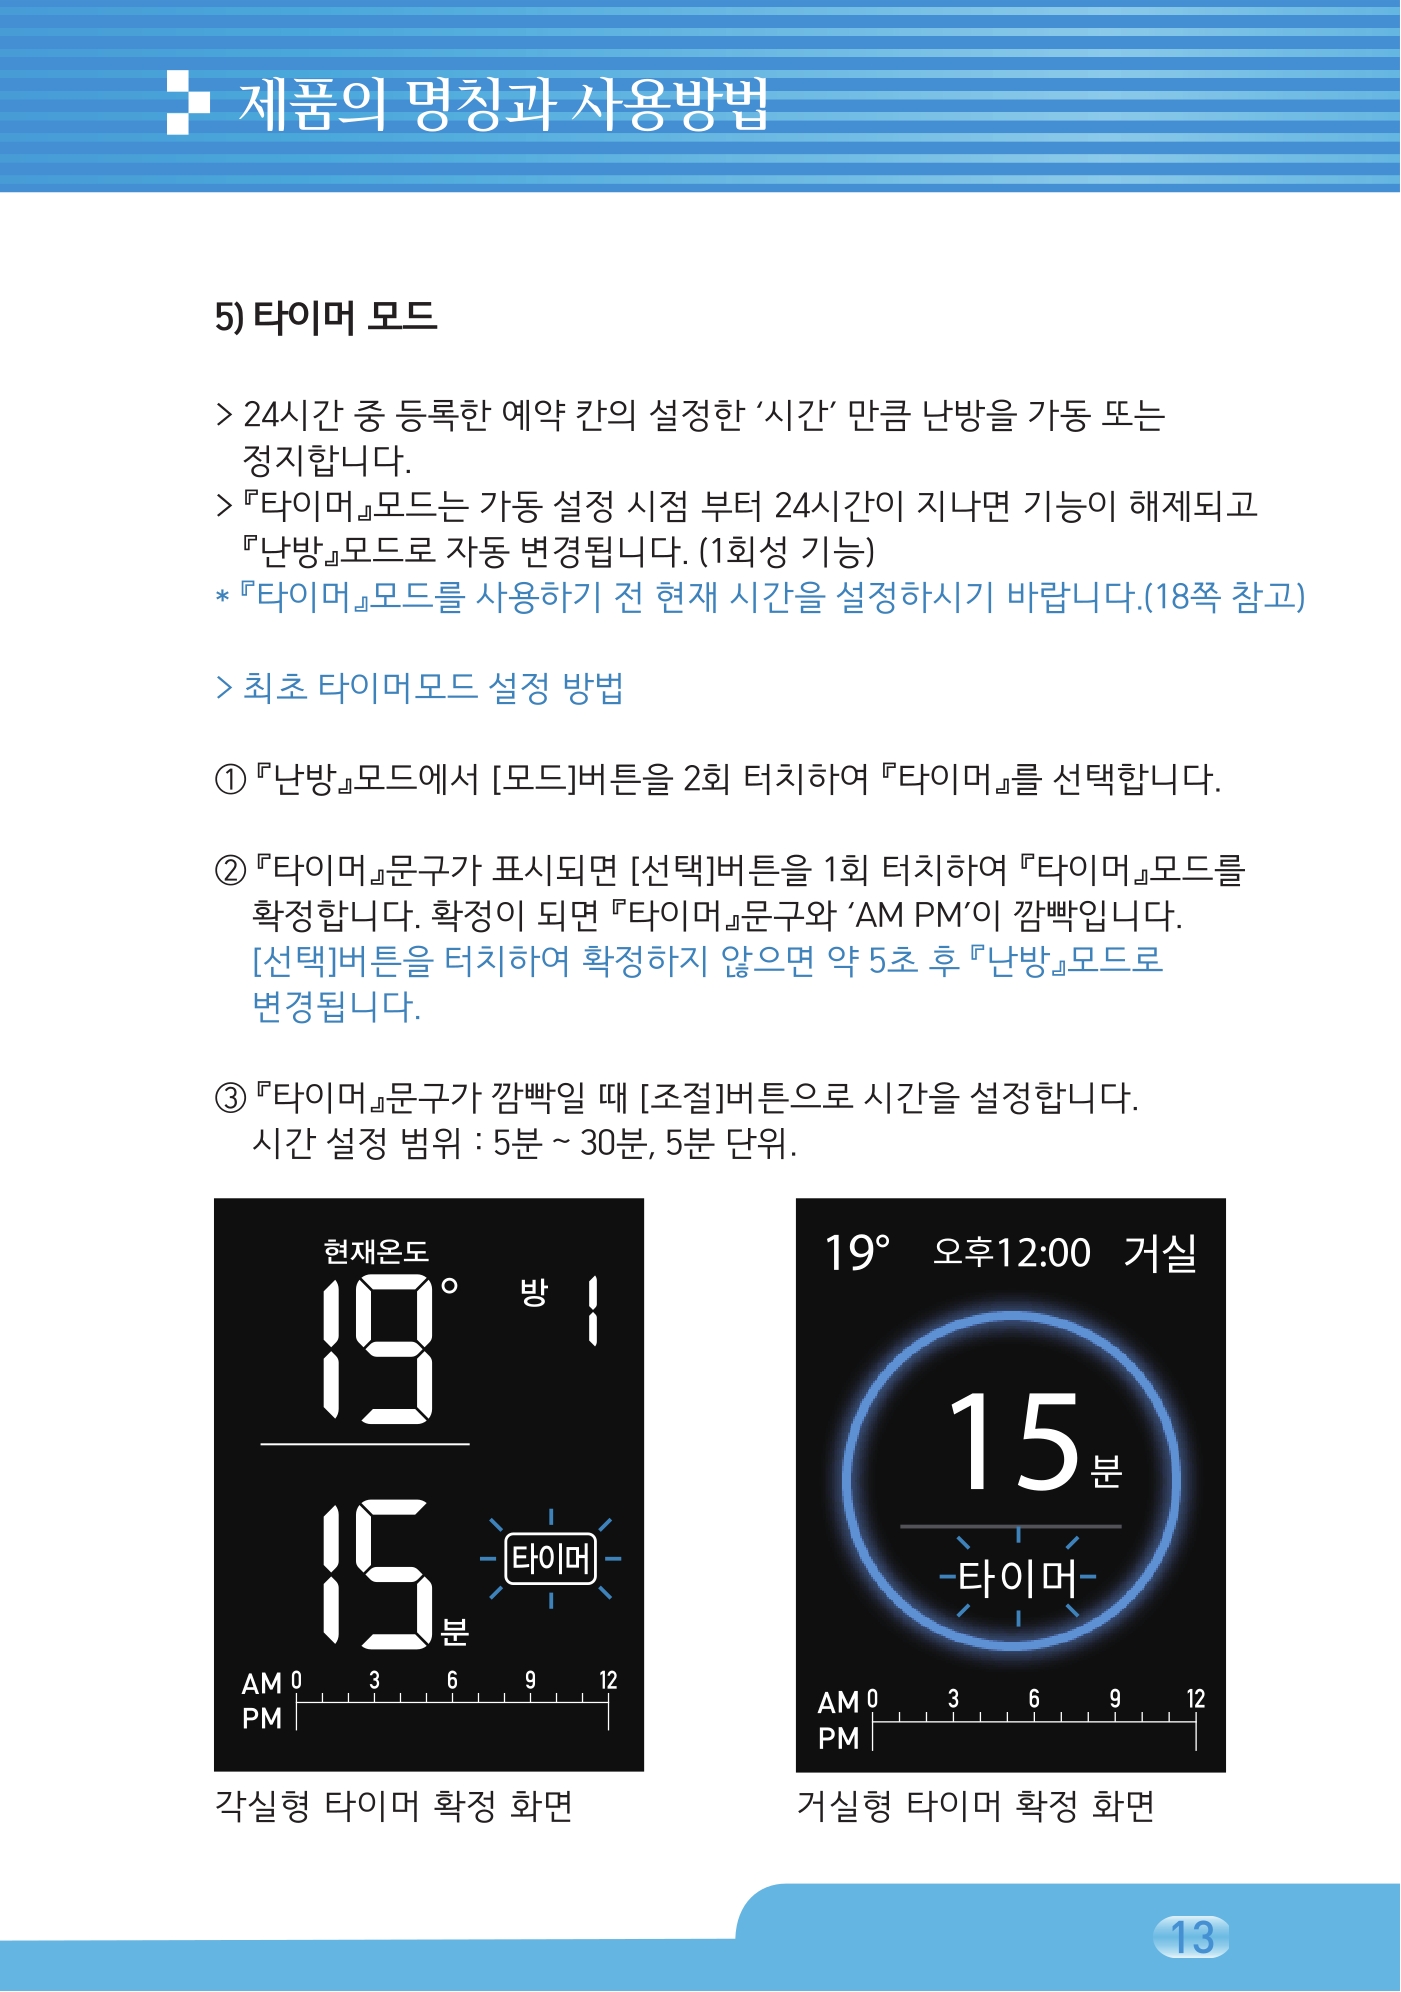 제품의 명칭과 사용방법
5) 타이머 모드
> 24시간 중 등록한 예약 칸의 설정한 ‘시간’ 만큼 난방을 가동 또는
정지합니다.
> 『타이머』모드는 가동 설정 시점 부터 24시간이 지나면 기능이 해제되고
『난방』모드로 자동 변경됩니다. (1회성 기능)
* 『타이머』모드를 사용하기 전 현재 시간을 설정하시기 바랍니다.(18쪽 참고)
> 최초 타이머모드 설정 방법
① 『난방』모드에서 [모드]버튼을 2회 터치하여 『타이머』를 선택합니다.
② 『타이머』문구가 표시되면 [선택]버튼을 1회 터치하여 『타이머』모드를
확정합니다. 확정이 되면 『타이머』문구와 ‘AM PM’이 깜빡입니다.
[선택]버튼을 터치하여 확정하지 않으면 약 5초 후 『난방』모드로
변경됩니다.
③ 『타이머』문구가 깜빡일 때 [조절]버튼으로 시간을 설정합니다.
시간 설정 범위 : 5분 ~ 30분, 5분 단위.
현재온도
19° 방 1
15분 타이머
AM 0 3 6 9 12
PM
각실형 타이머 확정 화면
19° 오후12:00 거실
15분
타이머
AM 0 3 6 9 12
PM
거실형 타이머 확정 화면
13